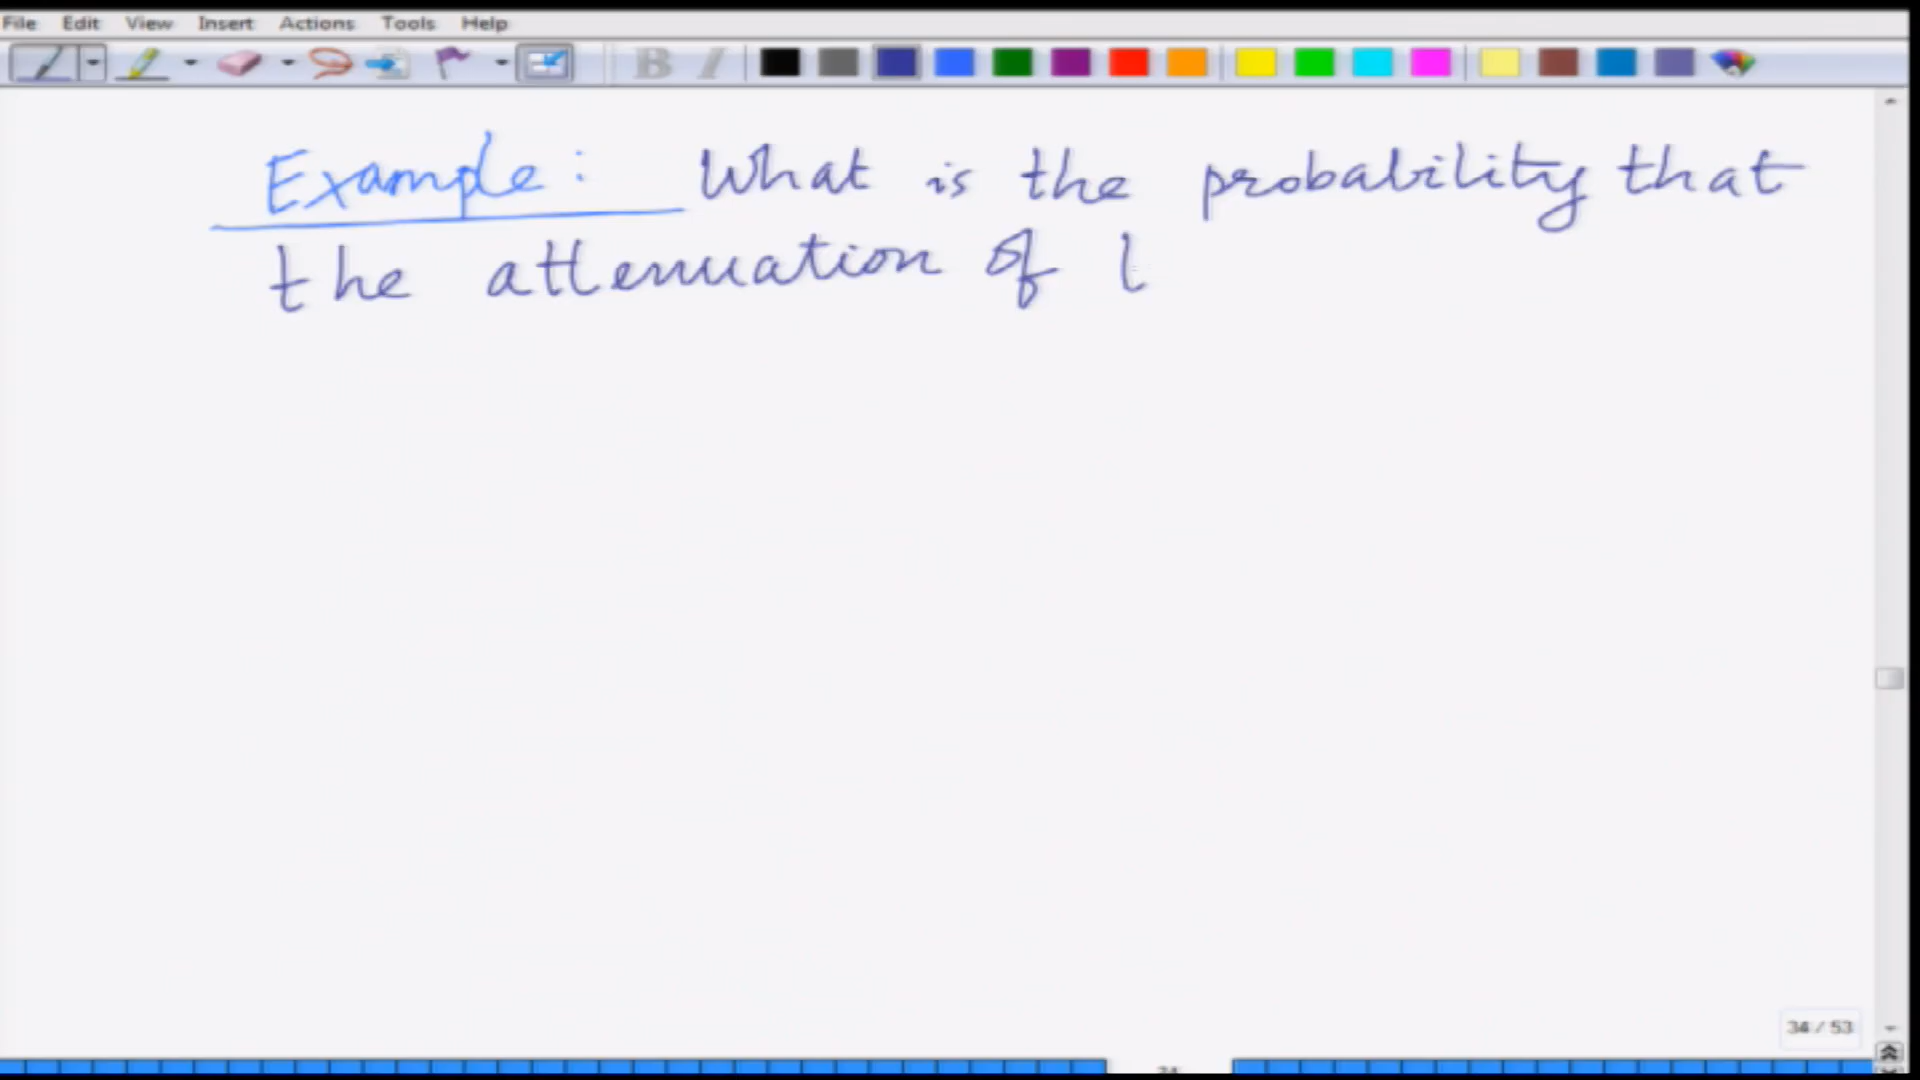 File Edit View Insert Actions Tools Help
B I
Example: What is the probability that
the attenuation of
34 / 53